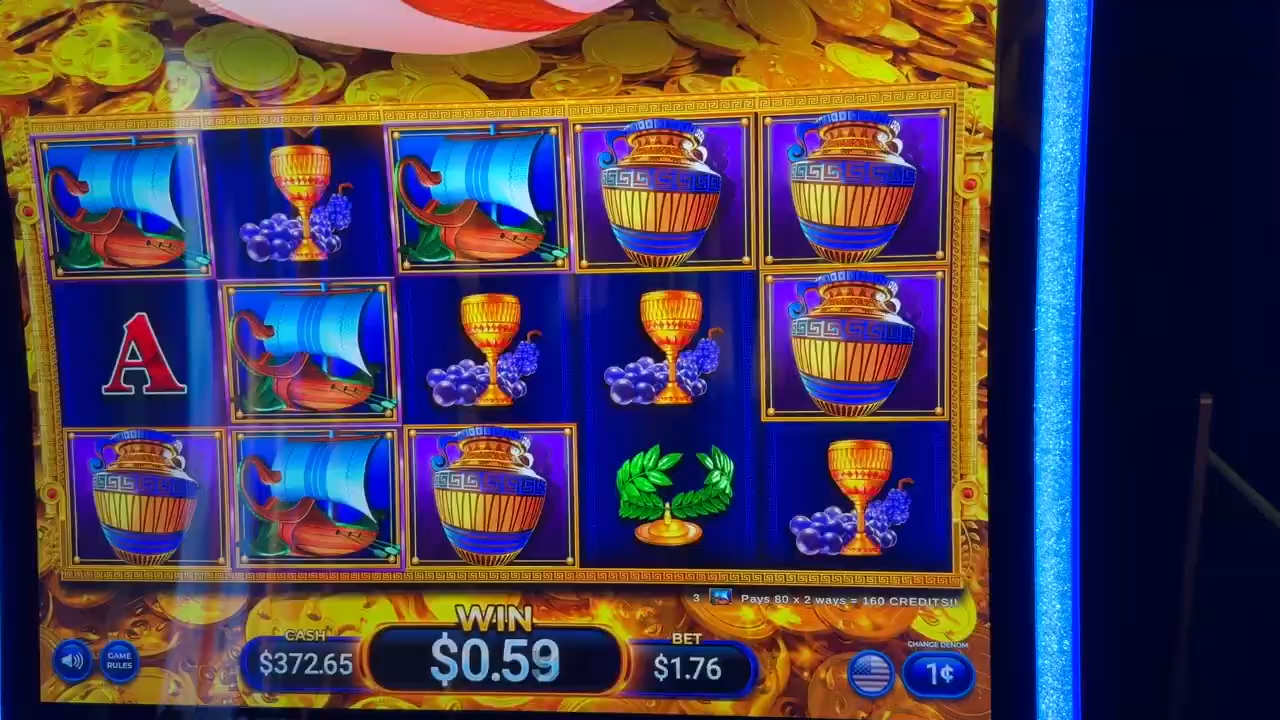 A
3 Pays 80 x 2 ways = 160 CREDITS!!
WIN
CASH
BET
CHANGE DENOM
GAME
RULES
$372.65
$0.59
$1.76
1¢